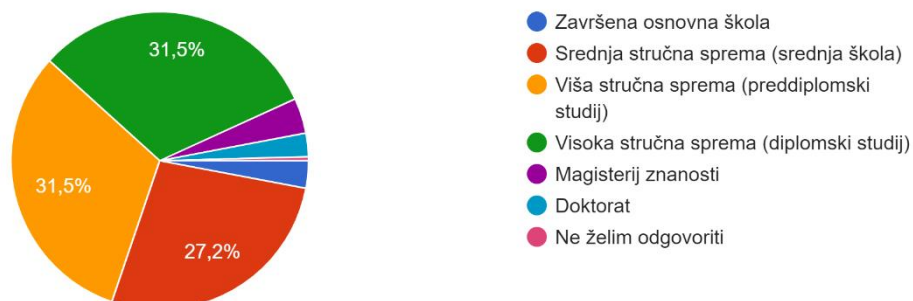 31,5%
31,5%
27,2%
Završena osnovna škola
Srednja stručna sprema (srednja škola)
Viša stručna sprema (preddiplomski
studij)
Visoka stručna sprema (diplomski studij)
Magisterij znanosti
Doktorat
Ne želim odgovoriti